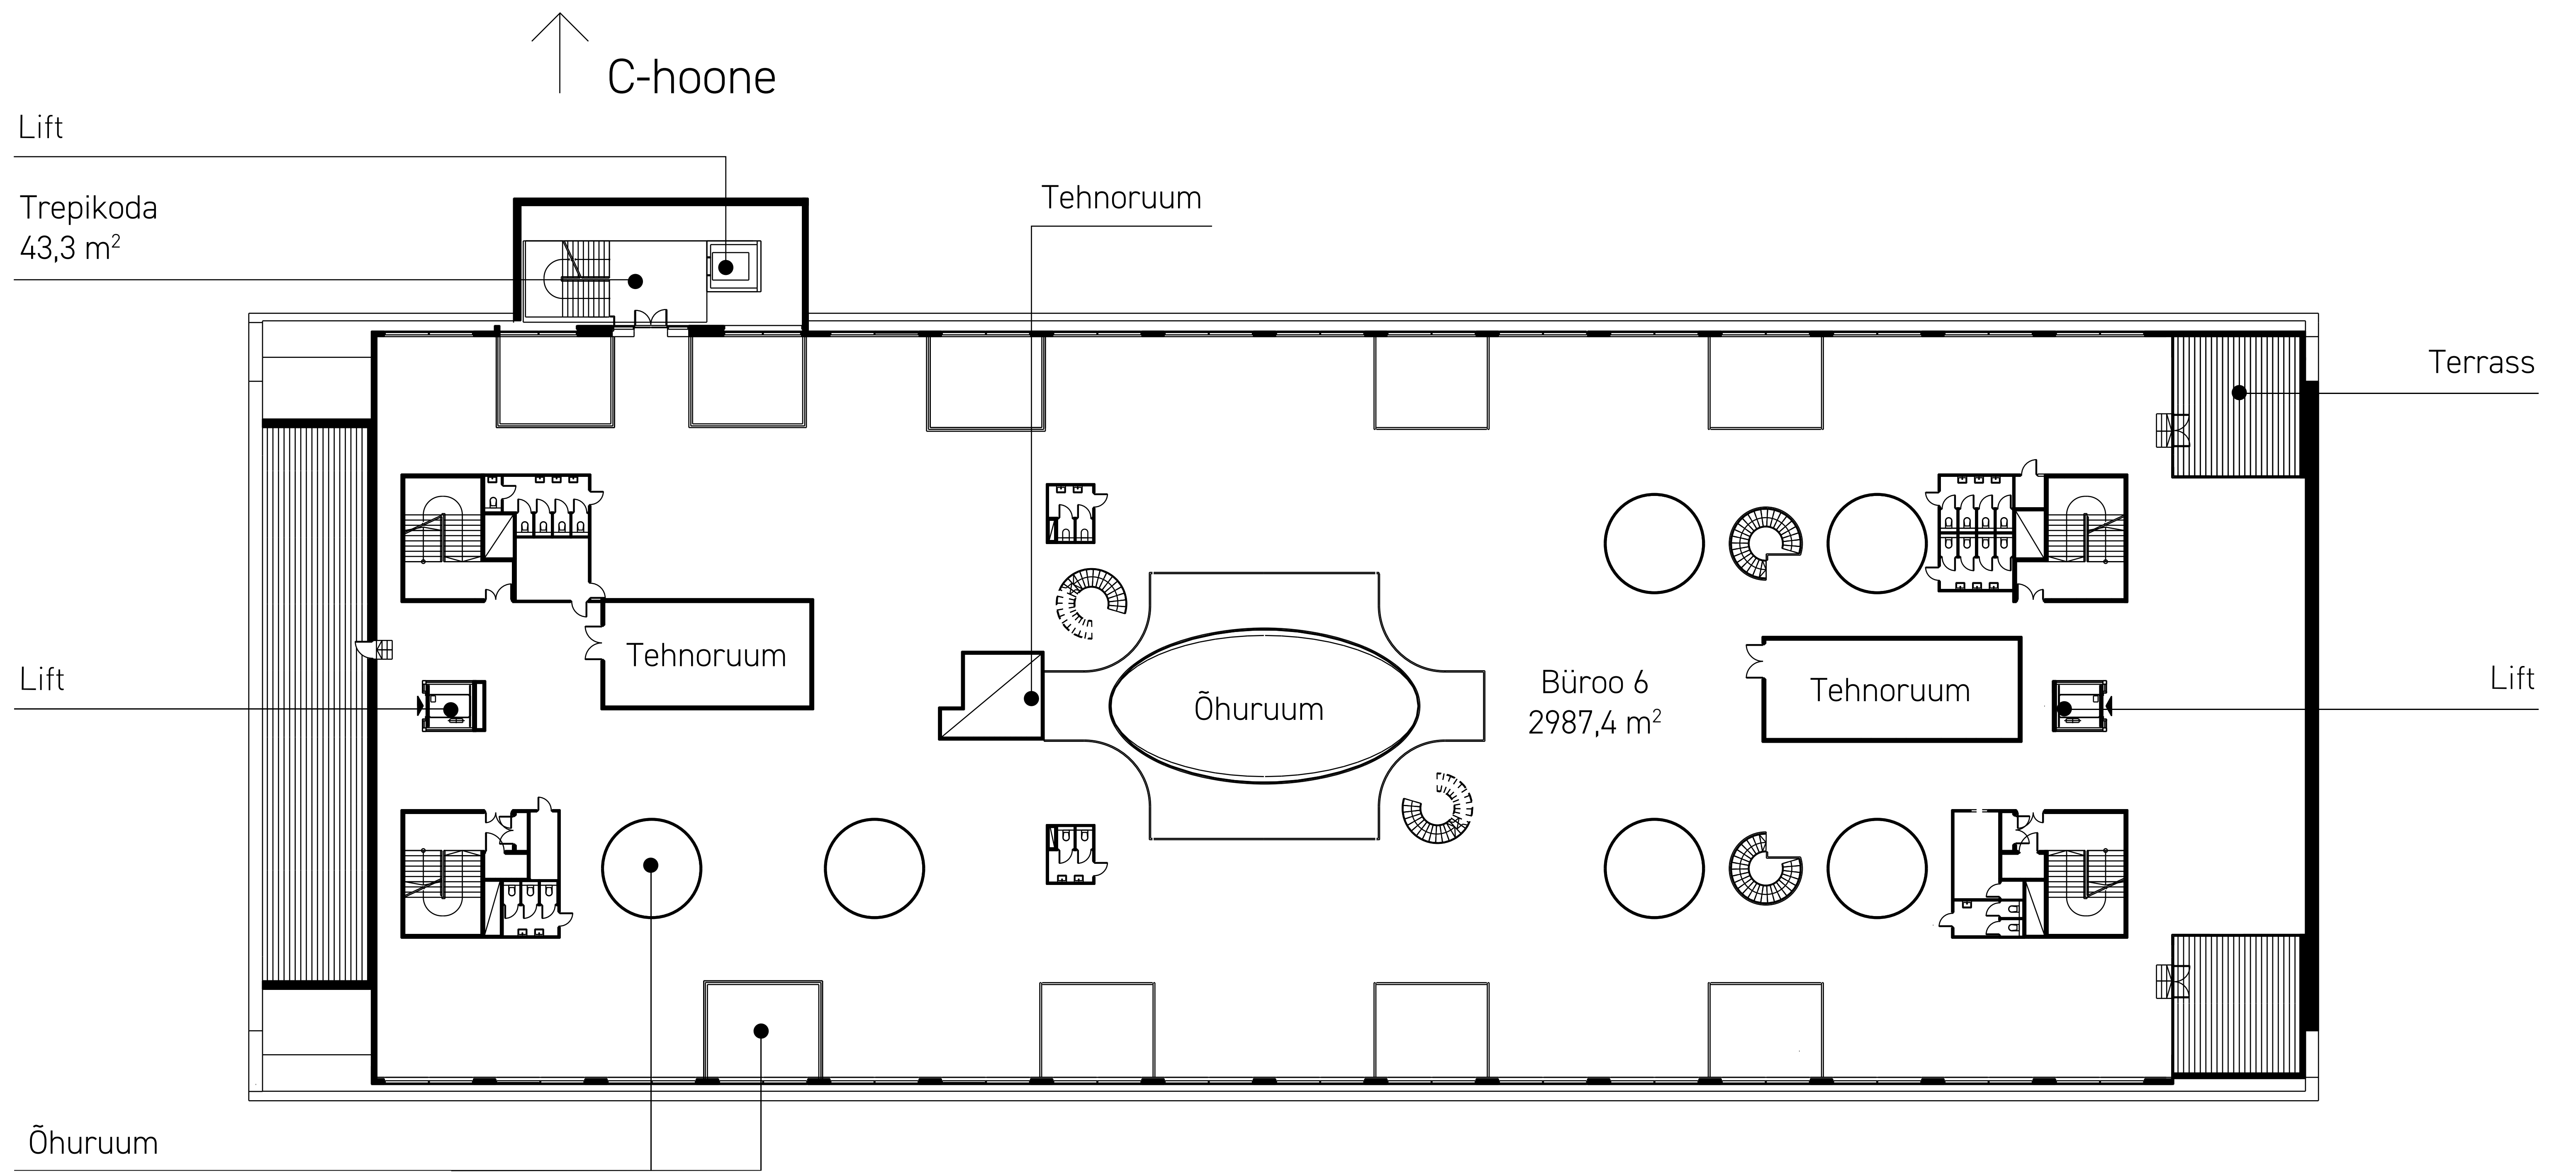 C-hoone
Lift
Trepikoda
43,3 m²
Tehnoruum
Terrass
Tehnoruum
Lift
Õhuruum
Büroo 6
2987,4 m²
Tehnoruum
Lift
Õhuruum